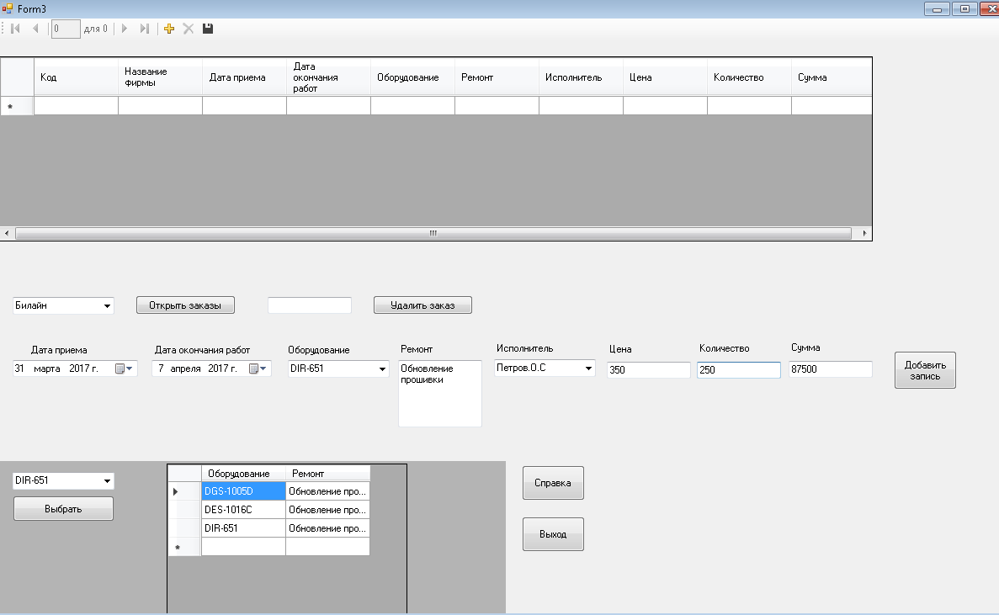 Form3
0 для 0
Код Название фирмы Дата приема Дата окончания работ Оборудование Ремонт Исполнитель Цена Количество Сумма
*
Билайн Открыть заказы Удалить заказ
Дата приема Дата окончания работ Оборудование Ремонт Исполнитель Цена Количество Сумма
31 марта 2017 г. 7 апреля 2017 г. DIR-651 Обновление Петров.О.С 350 250 87500 Добавить запись
прошивки
DIR-651
Выбрать
Оборудование Ремонт
DGS-1005D Обновление про...
DES-1016C Обновление про...
DIR-651 Обновление про...
*
Справка
Выход